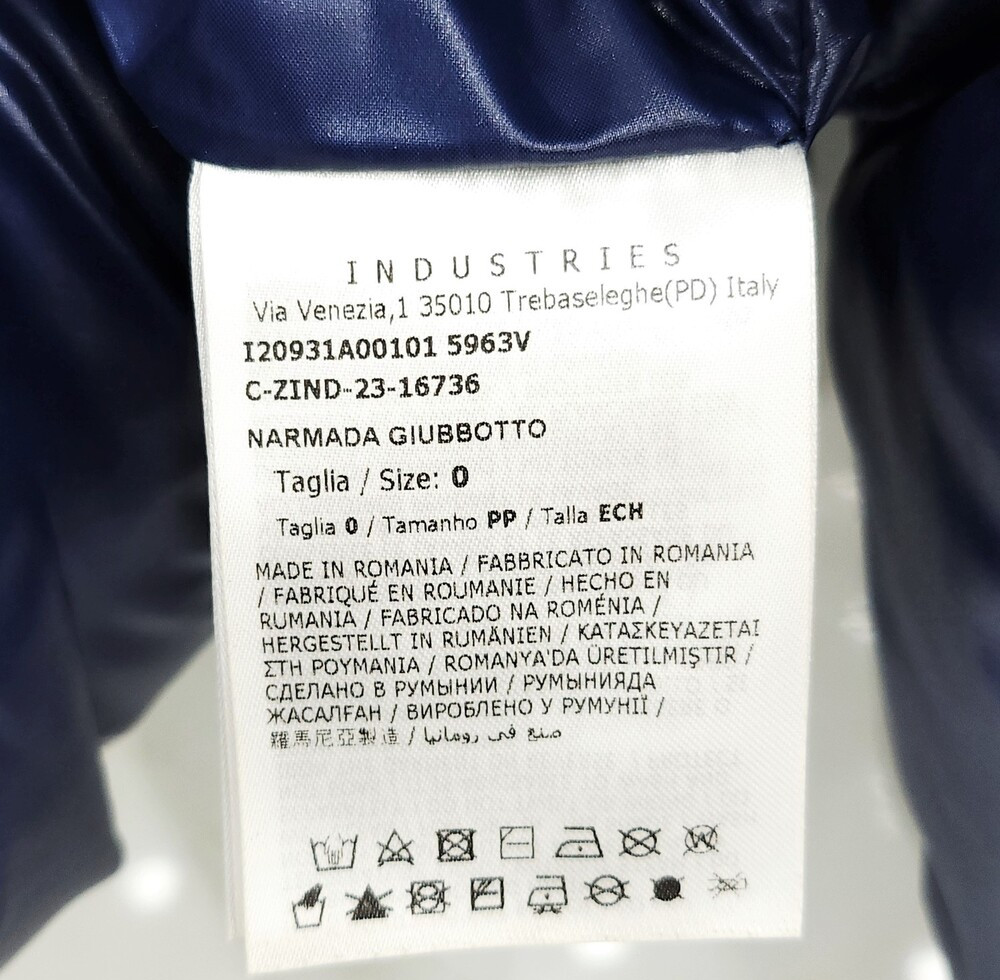 INDUSTRIES
Via Venezia,1 35010 Trebaseleghe(PD) Italy
I20931A00101 5963V
C-ZIND-23-16736
NARMADA GIUBBOTTO
Taglia / Size: 0
Taglia 0 / Tamanho PP / Talla ECH
MADE IN ROMANIA / FABBRICATO IN ROMANIA
/ FABRIQUÉ EN ROUMANIE / HECHO EN
RUMANIA / FABRICADO NA ROMÉNIA /
HERGESTELLT IN RUMÄNIEN / ΚΑΤΑΣΚΕΥΑΖΕΤΑΙ
ΣΤΗ ΡΟΥΜΑΝΙΑ / ROMANYA'DA ÜRETILMIŞTIR /
СДЕЛАНО В РУМЫНИИ / РУМЫНИЯДА
ЖАСАЛҒАН / ВИРОБЛЕНО У РУМУНІЇ /
羅馬尼亞製造 / صنع في رومانيا